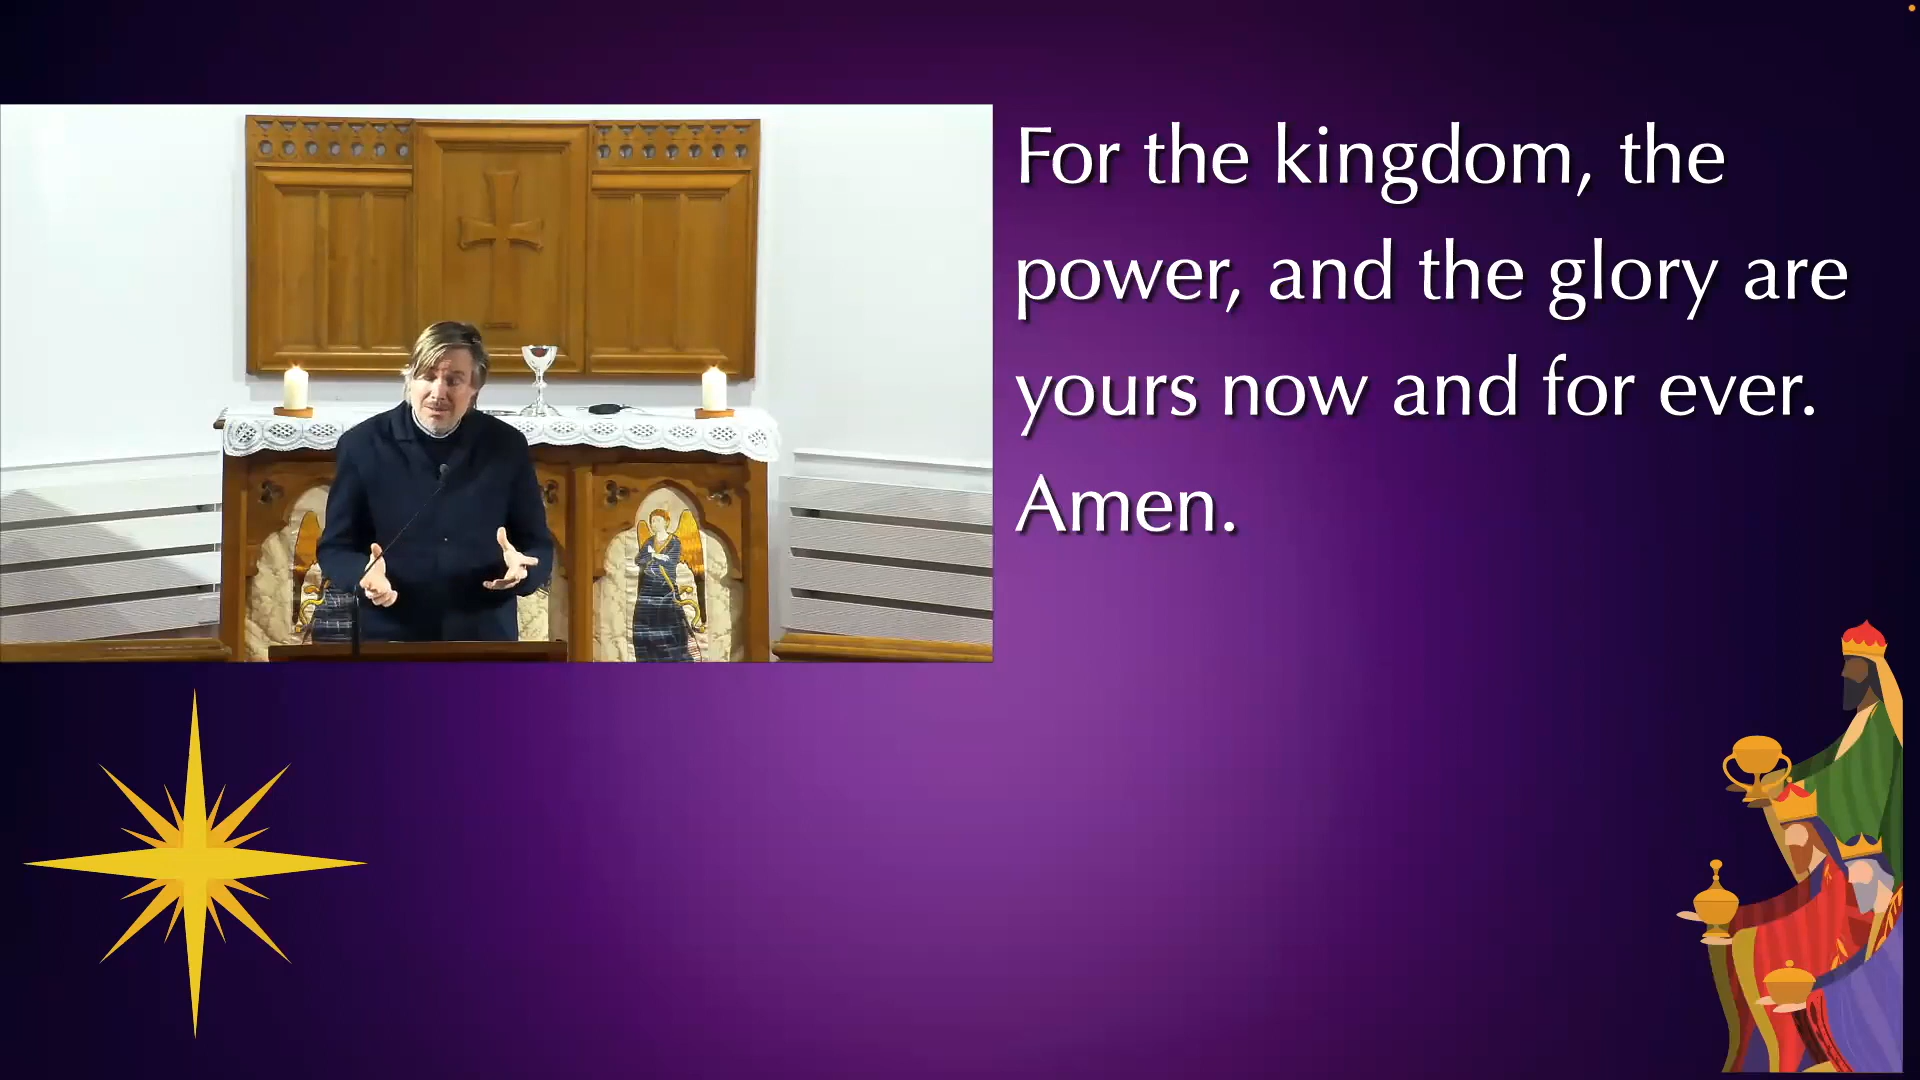 For the kingdom, the
power, and the glory are
yours now and for ever.
Amen.